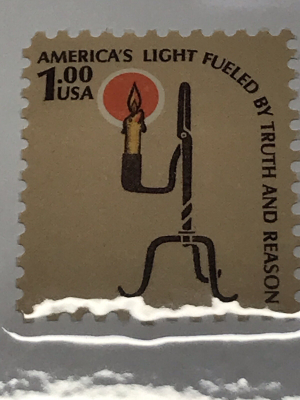 AMERICA'S LIGHT FUELED BY TRUTH AND REASON
1.00
USA